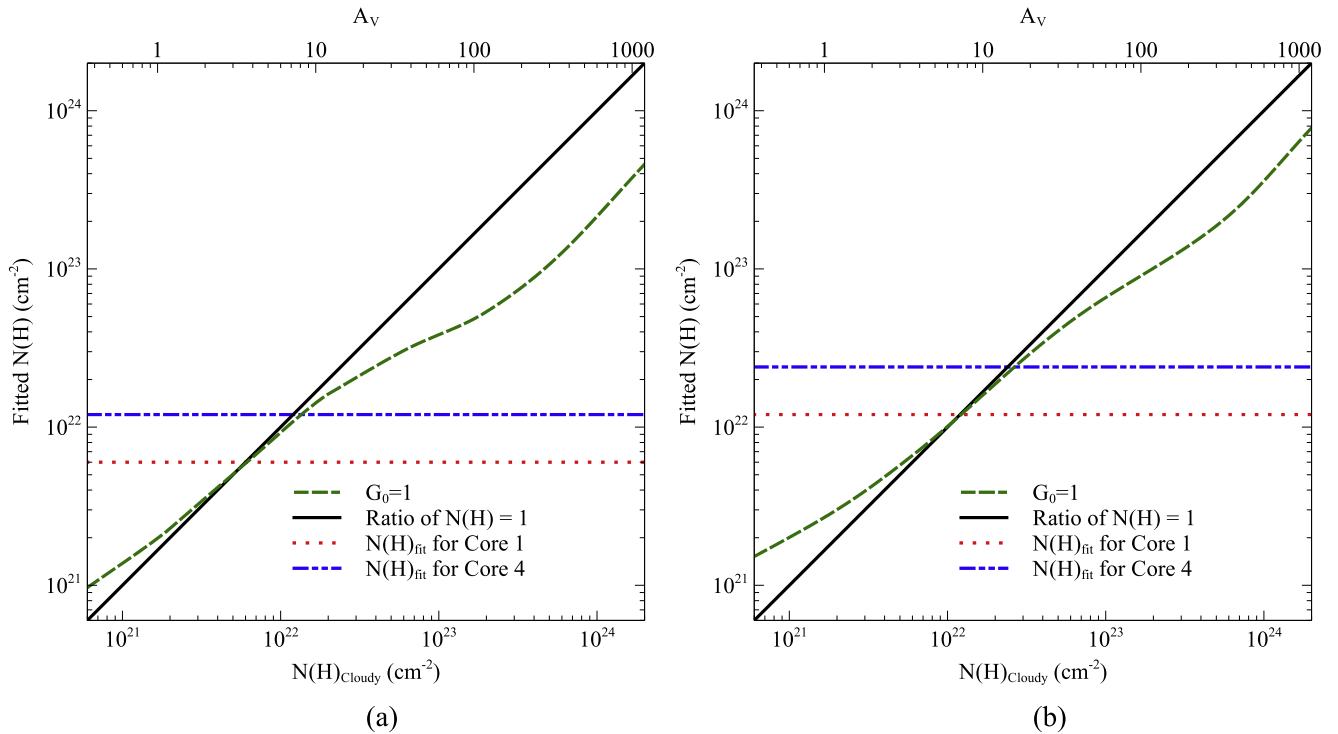 A_V
1 10 100 1000
10^24
10^23
10^22
10^21
Fitted N(H) (cm^-2)
G_0=1
Ratio of N(H) = 1
N(H)_fit for Core 1
N(H)_fit for Core 4
10^21 10^22 10^23 10^24
N(H)_Cloudy (cm^-2)
(a)
A_V
1 10 100 1000
10^24
10^23
10^22
10^21
Fitted N(H) (cm^-2)
G_0=1
Ratio of N(H) = 1
N(H)_fit for Core 1
N(H)_fit for Core 4
10^21 10^22 10^23 10^24
N(H)_Cloudy (cm^-2)
(b)